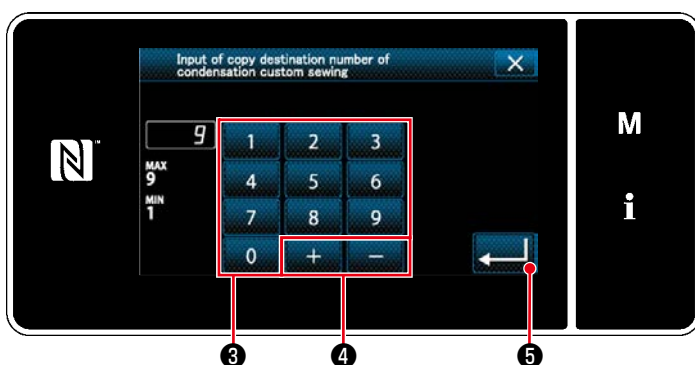 Input of copy destination number of
condensation custom sewing
9
1 2 3
MAX
9
4 5 6
MIN
1
7 8 9
0 + −
M
i
N™
❸ ❹ ❺